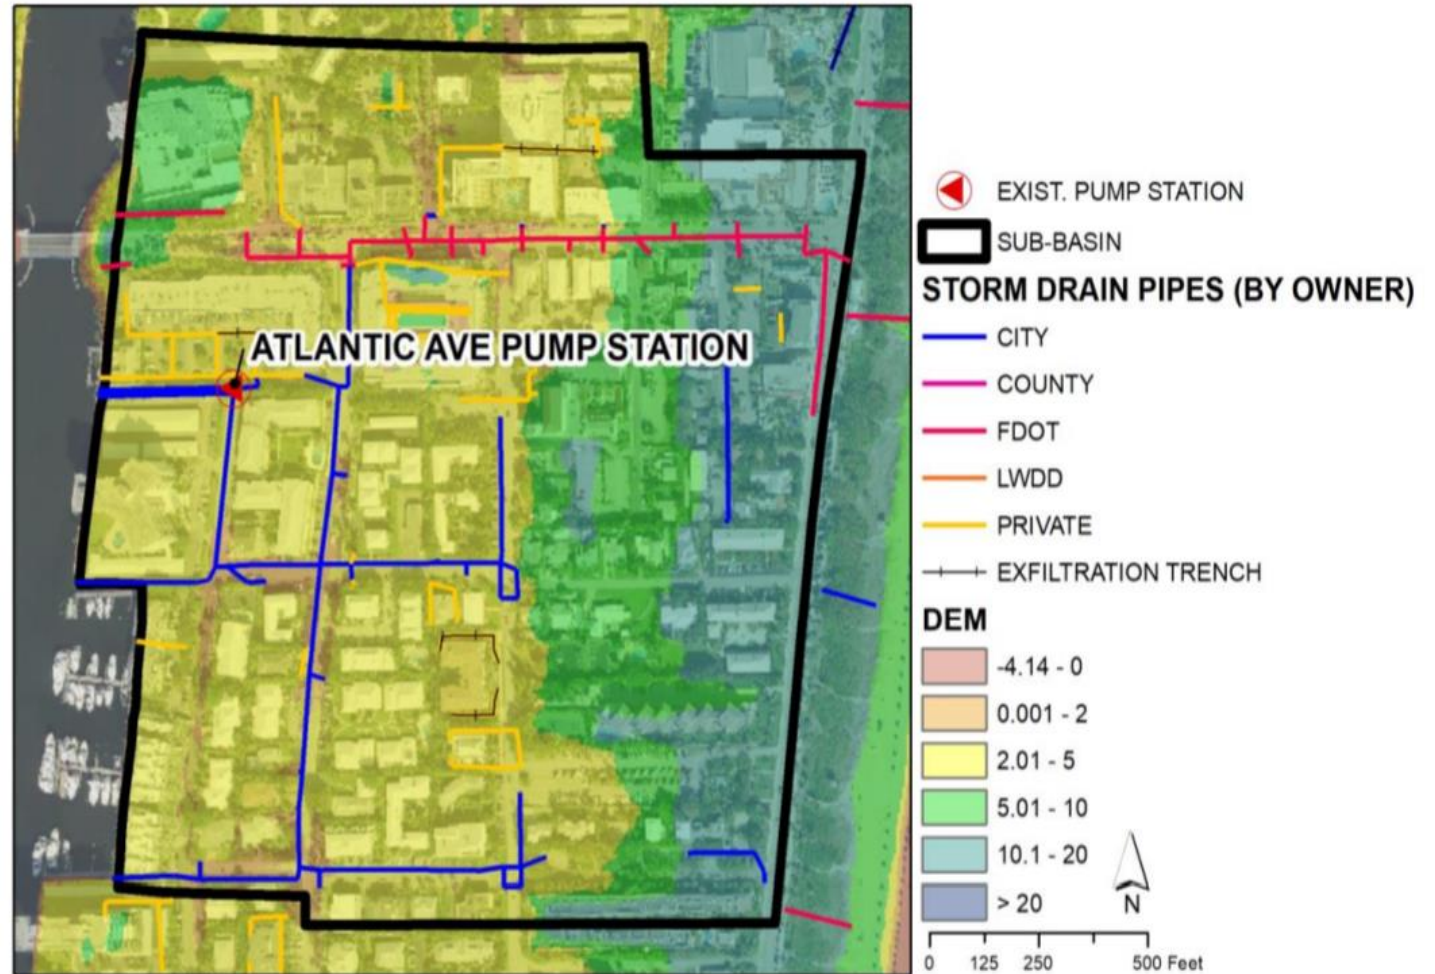 ATLANTIC AVE PUMP STATION
EXIST. PUMP STATION
SUB-BASIN
STORM DRAIN PIPES (BY OWNER)
CITY
COUNTY
FDOT
LWDD
PRIVATE
EXFILTRATION TRENCH
DEM
-4.14 - 0
0.001 - 2
2.01 - 5
5.01 - 10
10.1 - 20
> 20
N
0 125 250 500 Feet